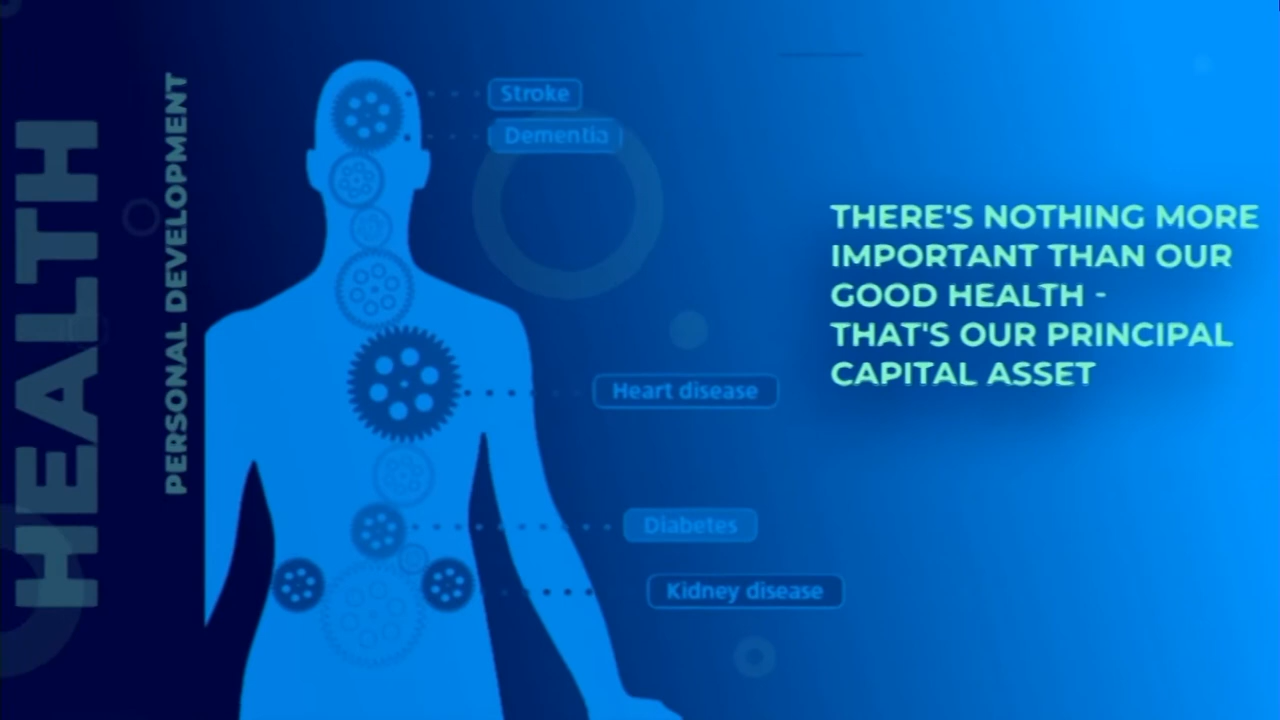 HEALTH
PERSONAL DEVELOPMENT
Stroke
Dementia
THERE'S NOTHING MORE
IMPORTANT THAN OUR
GOOD HEALTH -
THAT'S OUR PRINCIPAL
CAPITAL ASSET
Heart disease
Diabetes
Kidney disease